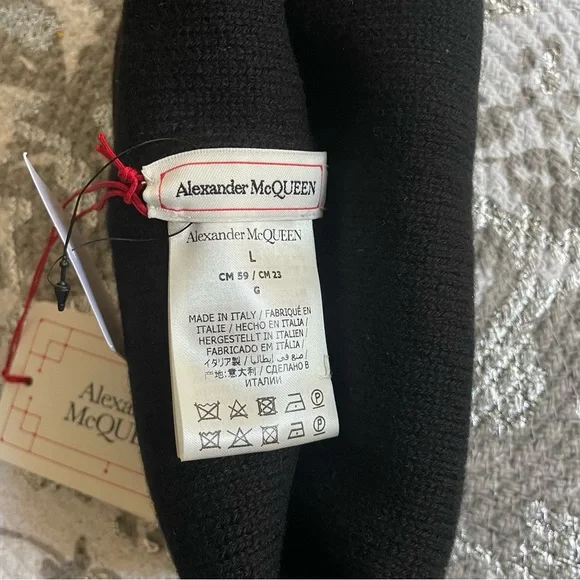 Alexander McQUEEN
Alexander McQUEEN
L
CM 59 / CM 23
G
MADE IN ITALY / FABRIQUÉ EN
ITALIE / HECHO EN ITALIA /
HERGESTELLT IN ITALIEN /
FABRICADO EM ITÁLIA /
イタリア製 / صنع في إيطاليا /
地:意大利 / СДЕЛАНО В
ИТАЛИИ
P
P
Alexa
McQUE